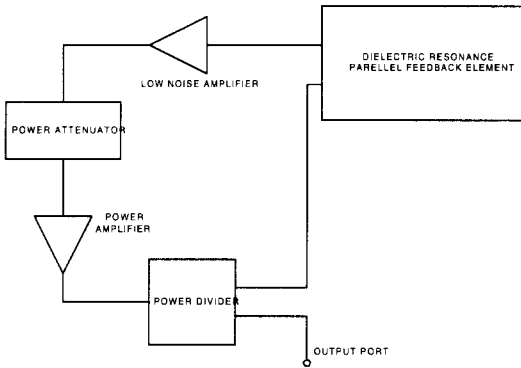 DIELECTRIC RESONANCE
PARELLEL FEEDBACK ELEMENT
LOW NOISE AMPLIFIER
POWER ATTENUATOR
POWER
AMPLIFIER
POWER DIVIDER
OUTPUT PORT